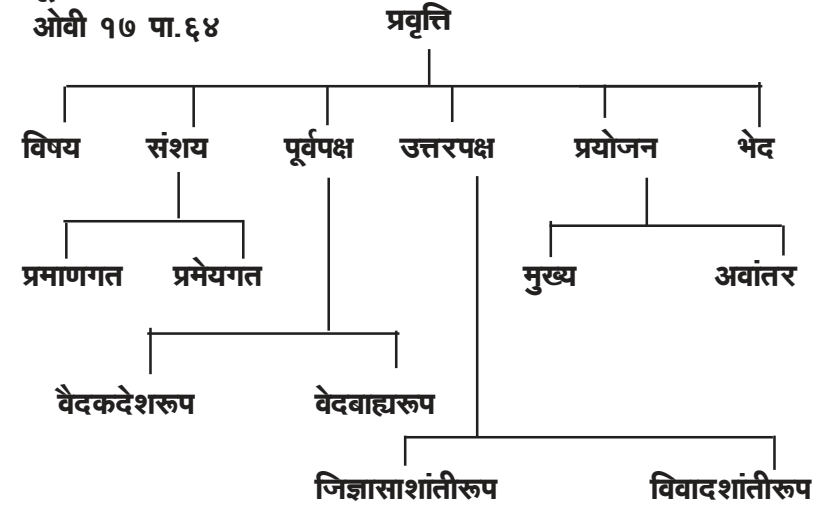 ओवी १७ पा.६४
प्रवृत्ति
विषय संशय पूर्वपक्ष उत्तरपक्ष प्रयोजन भेद
प्रमाणगत प्रमेयगत मुख्य अवांतर
वैदकदेशरूप वेदबाह्यरूप
जिज्ञासाशांतीरूप विवादशांतीरूप